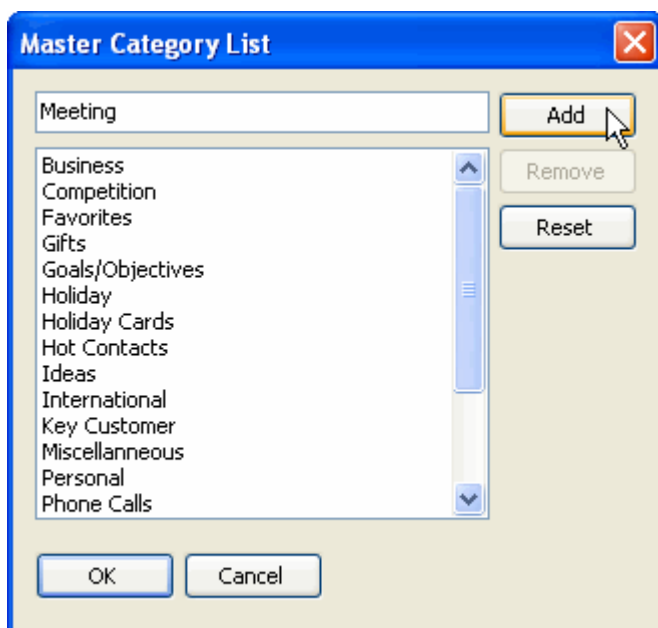 Master Category List
Meeting
Add
Business
Competition
Favorites
Gifts
Goals/Objectives
Holiday
Holiday Cards
Hot Contacts
Ideas
International
Key Customer
Miscellanneous
Personal
Phone Calls
Remove
Reset
OK
Cancel